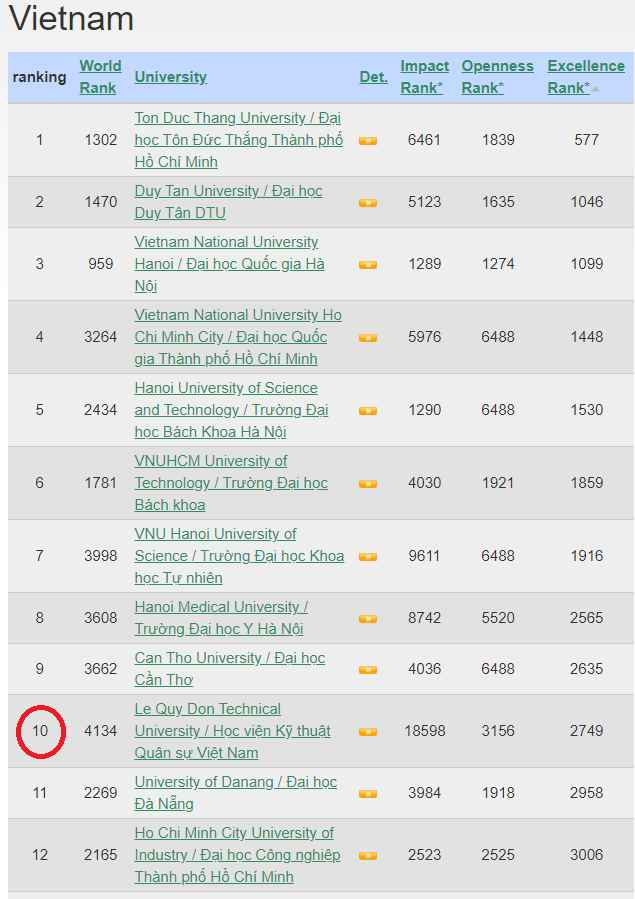 Vietnam
ranking World Rank University Det. Impact Rank* Openness Rank* Excellence Rank*
1 1302 Ton Duc Thang University / Đại học Tôn Đức Thắng Thành phố Hồ Chí Minh 6461 1839 577
2 1470 Duy Tan University / Đại học Duy Tân DTU 5123 1635 1046
3 959 Vietnam National University Hanoi / Đại học Quốc gia Hà Nội 1289 1274 1099
4 3264 Vietnam National University Ho Chi Minh City / Đại học Quốc gia Thành phố Hồ Chí Minh 5976 6488 1448
5 2434 Hanoi University of Science and Technology / Trường Đại học Bách Khoa Hà Nội 1290 6488 1530
6 1781 VNUHCM University of Technology / Trường Đại học Bách khoa 4030 1921 1859
7 3998 VNU Hanoi University of Science / Trường Đại học Khoa học Tự nhiên 9611 6488 1916
8 3608 Hanoi Medical University / Trường Đại học Y Hà Nội 8742 5520 2565
9 3662 Can Tho University / Đại học Cần Thơ 4036 6488 2635
10 4134 Le Quy Don Technical University / Học viện Kỹ thuật Quân sự Việt Nam 18598 3156 2749
11 2269 University of Danang / Đại học Đà Nẵng 3984 1918 2958
12 2165 Ho Chi Minh City University of Industry / Đại học Công nghiêp Thành phố Hồ Chí Minh 2523 2525 3006